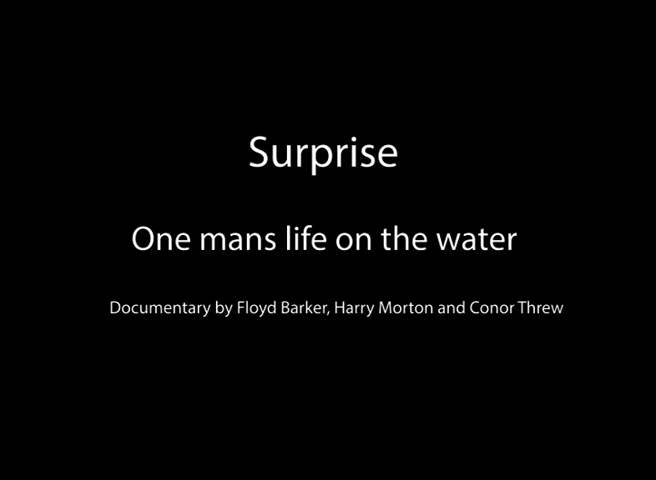 Surprise
One mans life on the water
Documentary by Floyd Barker, Harry Morton and Conor Threw